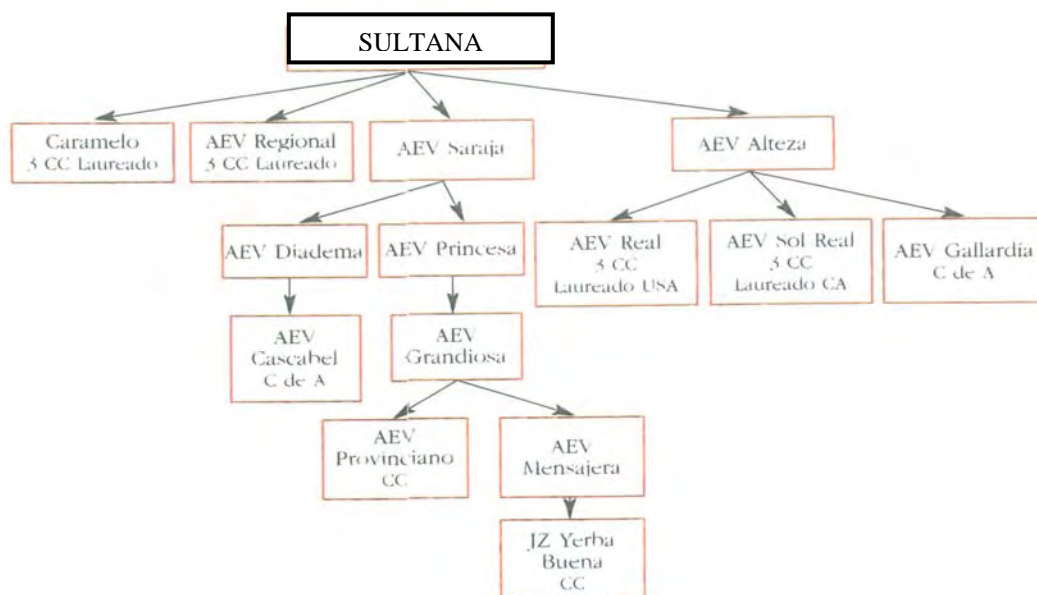 SULTANA
Caramelo
3 CC Laureado
AEV Regional
3 CC Laureado
AEV Saraja
AEV Alteza
AEV Diadema
AEV Princesa
AEV Real
3 CC
Laureado USA
AEV Sol Real
3 CC
Laureado CA
AEV Gallardía
C de A
AEV
Cascabel
C de A
AEV
Grandiosa
AEV
Provinciano
CC
AEV
Mensajera
JZ Yerba
Buena
CC